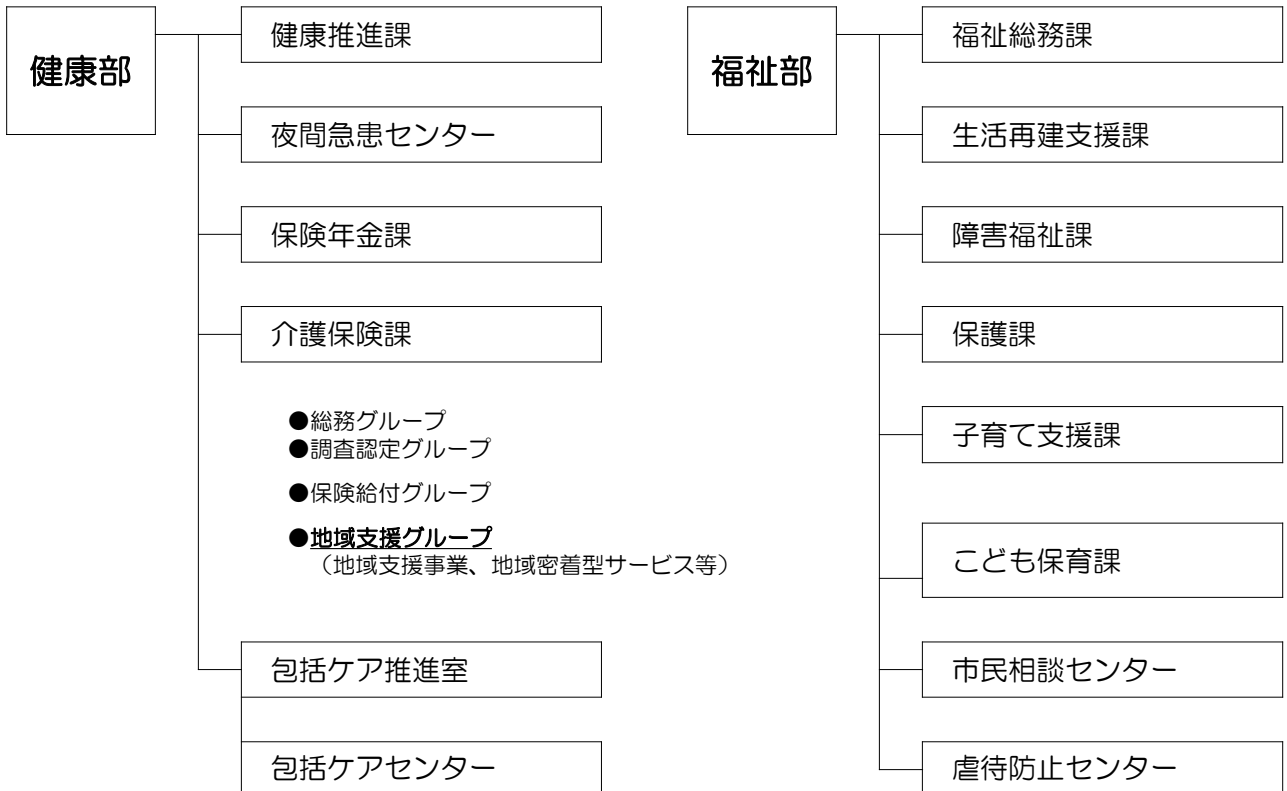 健康部
健康推進課
夜間急患センター
保険年金課
介護保険課
●総務グループ
●調査認定グループ
●保険給付グループ
●地域支援グループ
（地域支援事業、地域密着型サービス等）
包括ケア推進室
包括ケアセンター
福祉部
福祉総務課
生活再建支援課
障害福祉課
保護課
子育て支援課
こども保育課
市民相談センター
虐待防止センター